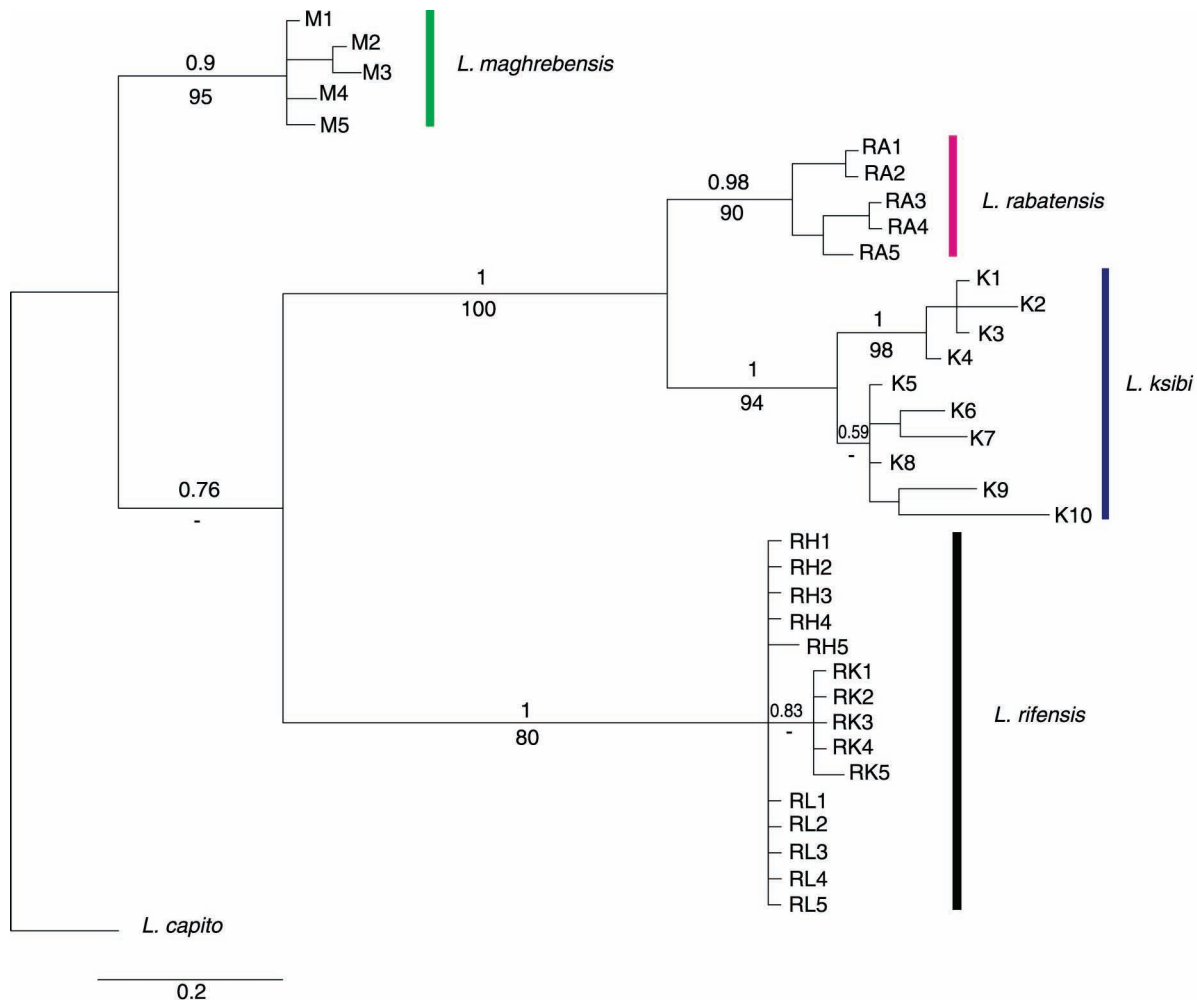 M1
M2
0.9
L. maghrebensis
M3
95
M4
M5
RA1
RA2
0.98
RA3
L. rabatensis
90
RA4
RA5
1
K1
100
K2
1
K3
98
K4
1
K5
L. ksibi
94
K6
0.59
K7
-
K8
0.76
K9
-
K10
RH1
RH2
RH3
RH4
RH5
RK1
RK2
1
0.83
RK3
L. rifensis
80
-
RK4
RK5
RL1
RL2
RL3
RL4
RL5
L. capito
0.2